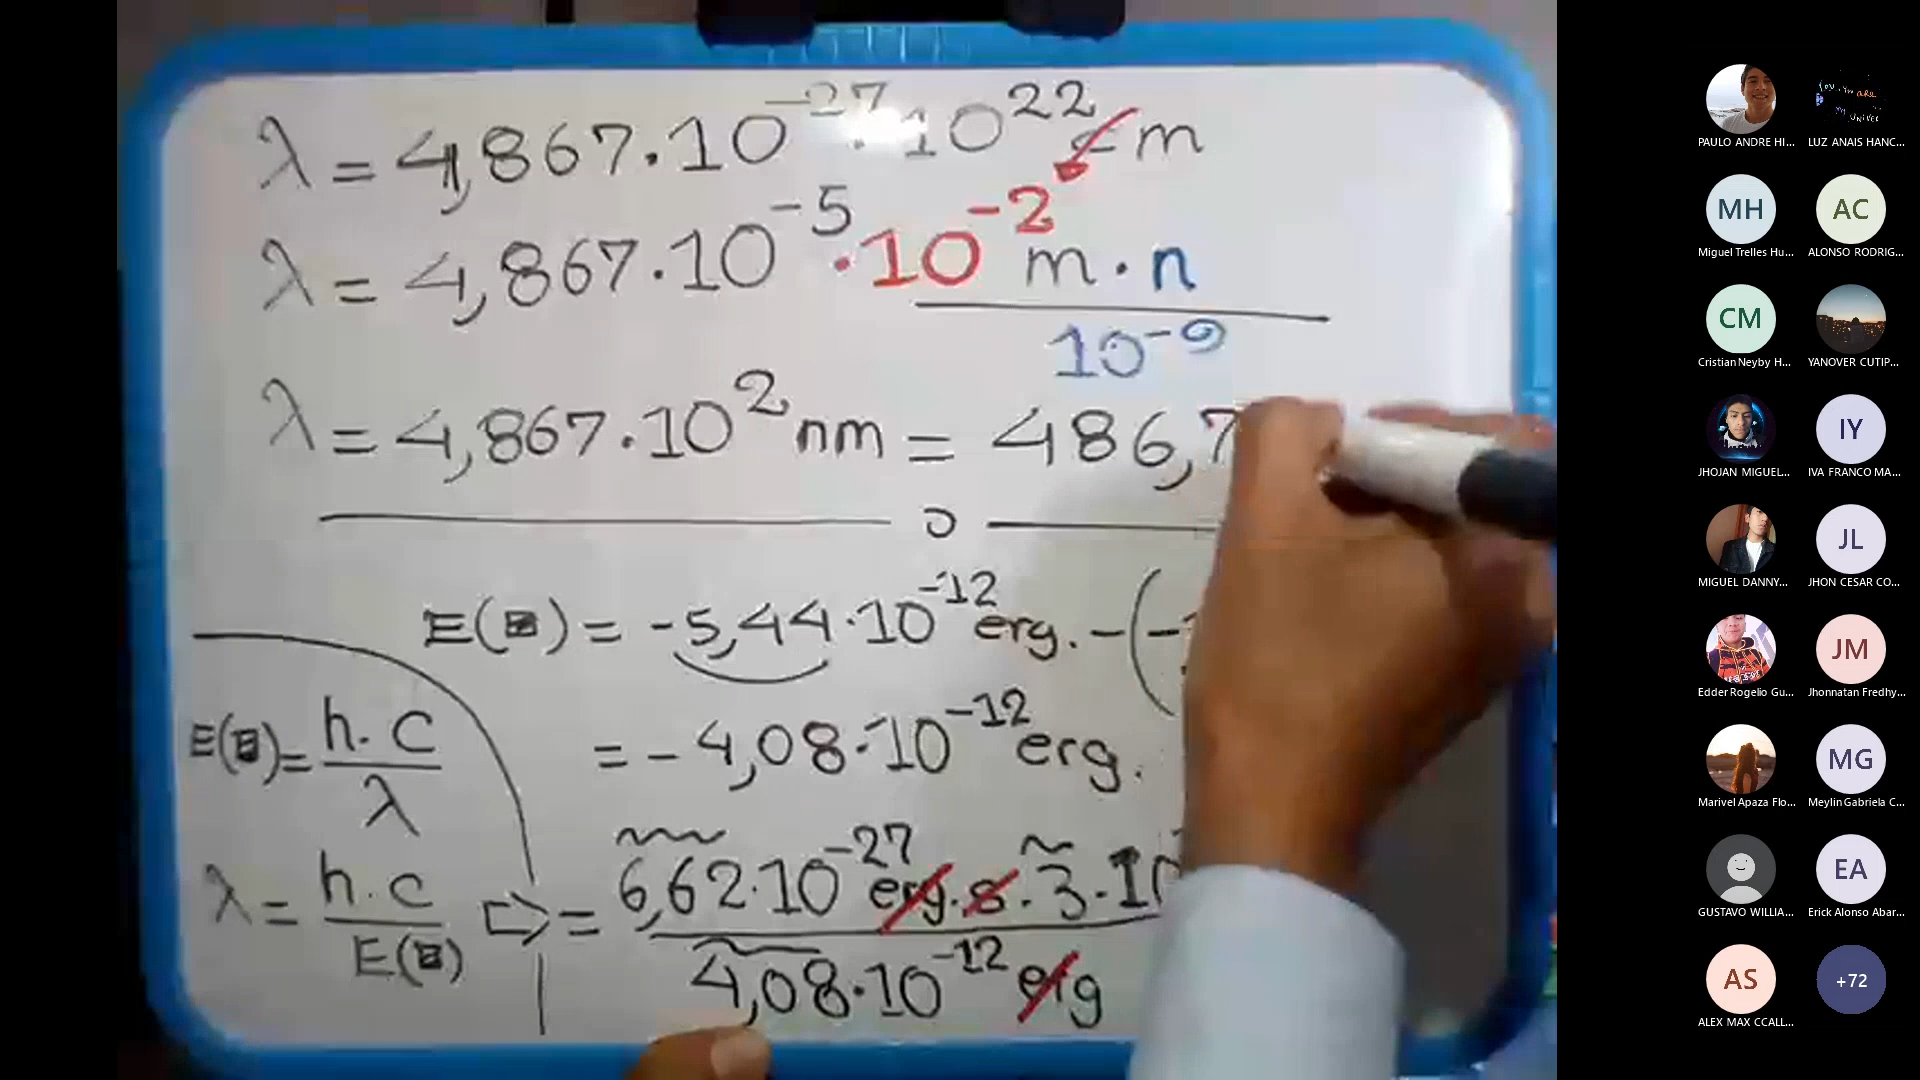 λ = 4,867·10⁻²⁷·10²² cm
λ = 4,867·10⁻⁵·10⁻² m·n
10⁻⁹
λ = 4,867·10² nm = 486,7
E(B) = -5,44·10⁻¹² erg. -(-
= -4,08·10⁻¹² erg.
E(B) = h.c
λ
λ = h.c
E(B)
⇨ = 6,62·10⁻²⁷ erg.s·3·10
4,08·10⁻¹² erg
PAULO ANDRE HI...
LUZ ANAIS HANC...
MH
Miguel Trelles Hu...
AC
ALONSO RODRIG...
CM
Cristian Neyby H...
YANOVER CUTIP...
JHOJAN MIGUEL...
IY
IVA FRANCO MA...
MIGUEL DANNY...
JL
JHON CESAR CO...
Edder Rogelio Gu...
JM
Jhonnatan Fredhy...
Marivel Apaza Flo...
MG
Meylin Gabriela C...
GUSTAVO WILLIA...
EA
Erick Alonso Abar...
AS
ALEX MAX CCALL...
+72